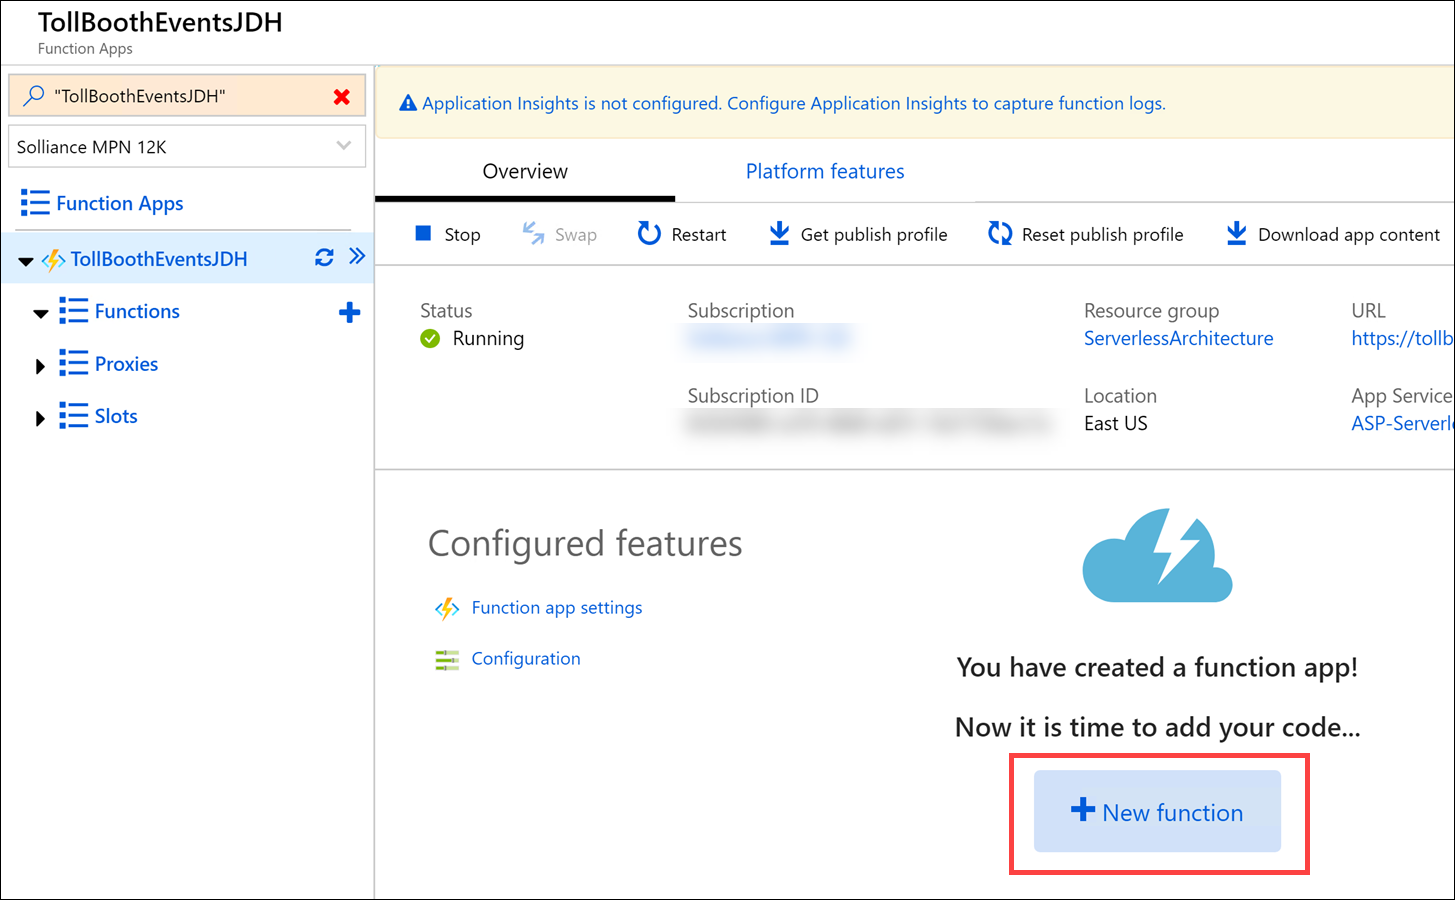 TollBoothEventsJDH
Function Apps
"TollBoothEventsJDH"
Solliance MPN 12K
Function Apps
TollBoothEventsJDH
Functions
Proxies
Slots
Application Insights is not configured. Configure Application Insights to capture function logs.
Overview
Platform features
Stop
Swap
Restart
Get publish profile
Reset publish profile
Download app content
Status
Running
Subscription
Subscription ID
Resource group
ServerlessArchitecture
Location
East US
URL
https://tollb
App Service
ASP-Serverl
Configured features
Function app settings
Configuration
You have created a function app!
Now it is time to add your code...
New function